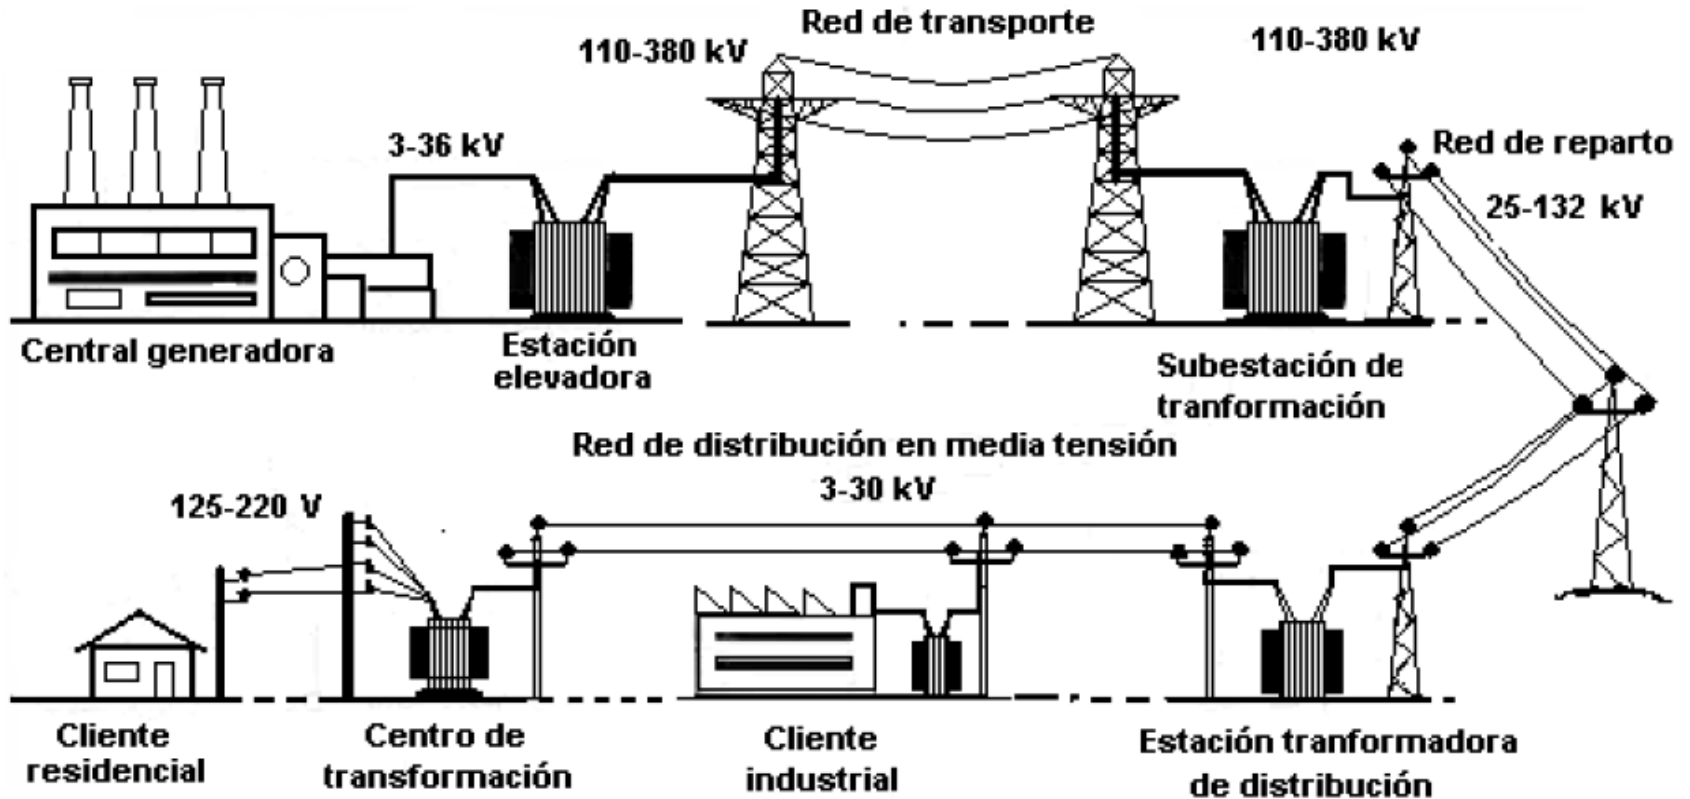 Red de transporte
110-380 kV
110-380 kV
3-36 kV
Red de reparto
25-132 kV
Central generadora
Estación
elevadora
Subestación de
tranformación
Red de distribución en media tensión
3-30 kV
125-220 V
Cliente
residencial
Centro de
transformación
Cliente
industrial
Estación tranformadora
de distribución